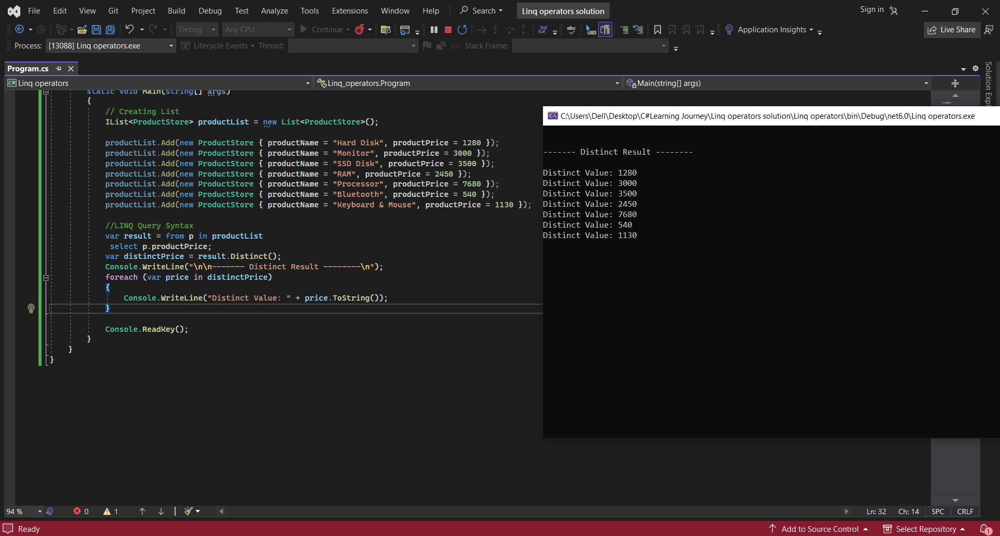 File Edit View Git Project Build Debug Test Analyze Tools Extensions Window Help Search Linq operators solution Sign in
Debug Any CPU Continue Application Insights Live Share
Process: [13088] Linq operators.exe Lifecycle Events Thread: Stack Frame:
Program.cs
C# Linq operators Linq_operators.Program Main(string[] args)
Solution Expl
static void Main(string[] args)
{
// Creating List
IList<ProductStore> productList = new List<ProductStore>();
productList.Add(new ProductStore { productName = "Hard Disk", productPrice = 1280 });
productList.Add(new ProductStore { productName = "Monitor", productPrice = 3000 });
productList.Add(new ProductStore { productName = "SSD Disk", productPrice = 3500 });
productList.Add(new ProductStore { productName = "RAM", productPrice = 2450 });
productList.Add(new ProductStore { productName = "Processor", productPrice = 7680 });
productList.Add(new ProductStore { productName = "Bluetooth", productPrice = 540 });
productList.Add(new ProductStore { productName = "Keyboard & Mouse", productPrice = 1130 });
//LINQ Query Syntax
var result = from p in productList
select p.productPrice;
var distinctPrice = result.Distinct();
Console.WriteLine("\n\n------- Distinct Result --------\n");
foreach (var price in distinctPrice)
{
Console.WriteLine("Distinct Value: " + price.ToString());
}
Console.ReadKey();
}
}
}
C:\Users\Dell\Desktop\C#Learning Journey\Linq operators solution\Linq operators\bin\Debug\net6.0\Linq operators.exe
------- Distinct Result --------
Distinct Value: 1280
Distinct Value: 3000
Distinct Value: 3500
Distinct Value: 2450
Distinct Value: 7680
Distinct Value: 540
Distinct Value: 1130
94 % 0 1 Ln: 32 Ch: 14 SPC CRLF
Ready Add to Source Control Select Repository 1